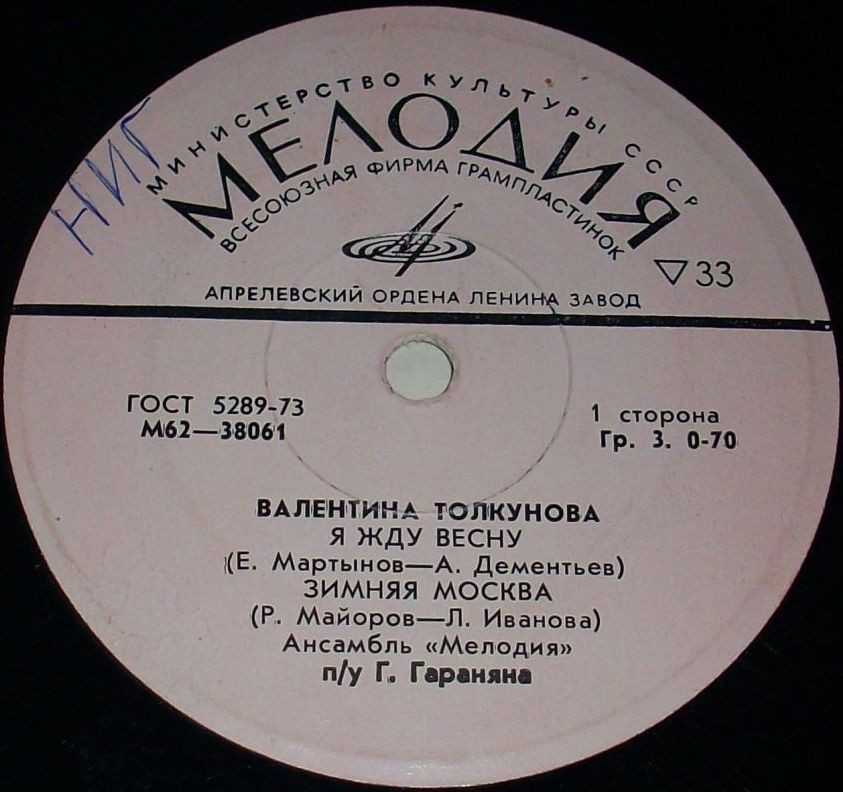 НИГ
МИНИСТЕРСТВО КУЛЬТУРЫ СССР
МЕЛОДИЯ
ВСЕСОЮЗНАЯ ФИРМА ГРАМПЛАСТИНОК
▽33
АПРЕЛЕВСКИЙ ОРДЕНА ЛЕНИНА ЗАВОД
ГОСТ 5289-73
М62—38061
1 сторона
Гр. 3. 0-70
ВАЛЕНТИНА ТОЛКУНОВА
Я ЖДУ ВЕСНУ
(Е. Мартынов—А. Дементьев)
ЗИМНЯЯ МОСКВА
(Р. Майоров—Л. Иванова)
Ансамбль «Мелодия»
п/у Г. Гараняна